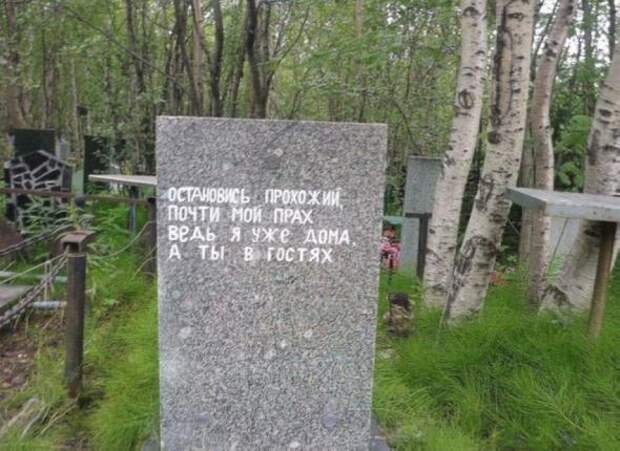 ОСТАНОВИСЬ ПРОХОЖИЙ,
ПОЧТИ МОЙ ПРАХ
ВЕДЬ Я УЖЕ ДОМА,
А ТЫ В ГОСТЯХ